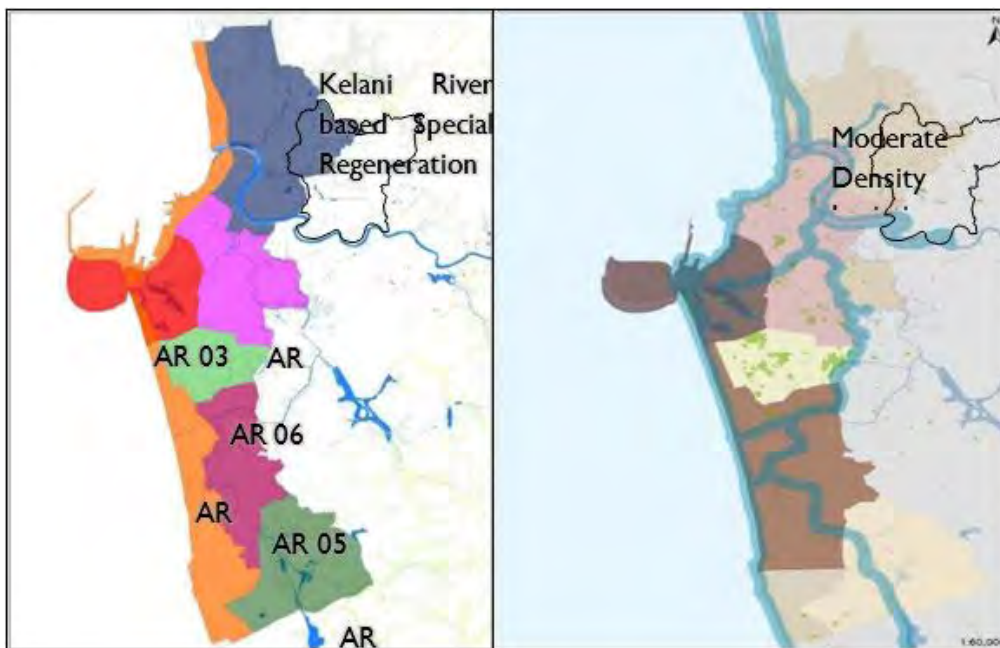 Kelani River
based Special
Regeneration
AR 03
AR
AR 06
AR
AR 05
AR
N
Moderate
Density